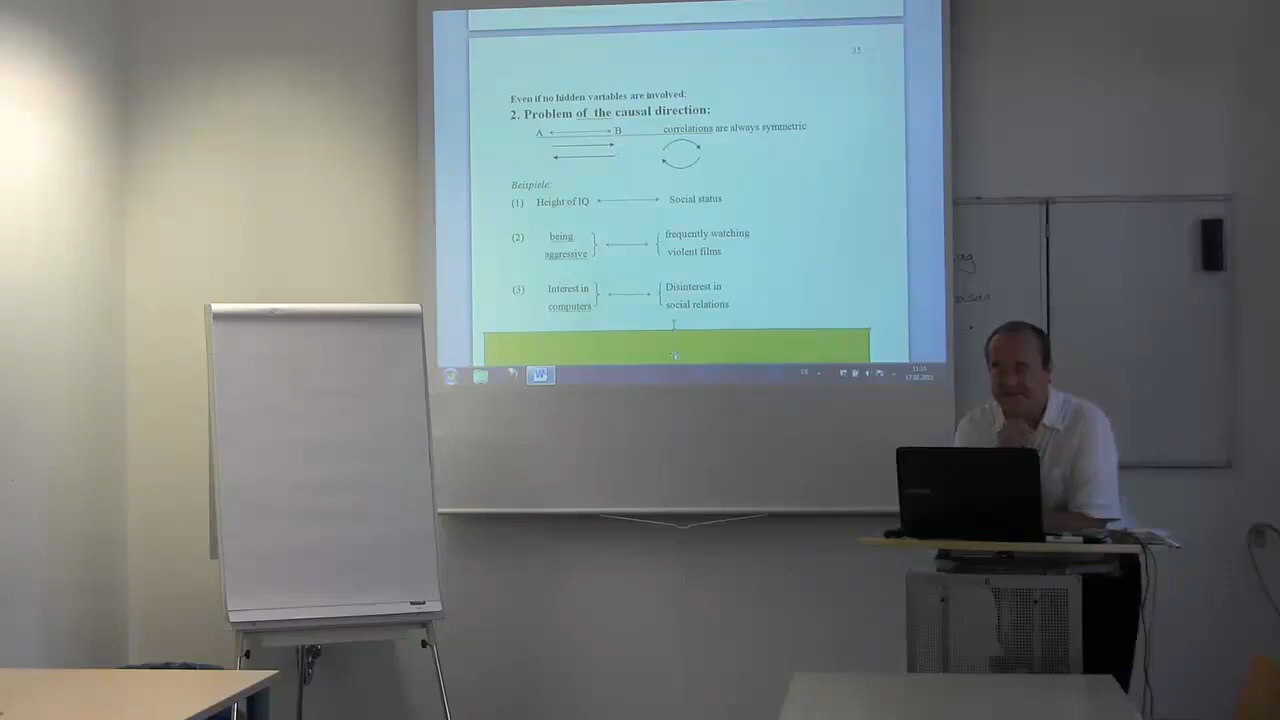 35
Even if no hidden variables are involved:
2. Problem of the causal direction:
A B correlations are always symmetric
Beispiele:
(1) Height of IQ Social status
(2) being frequently watching
aggressive violent films
(3) Interest in Disinterest in
computers social relations
W
DE